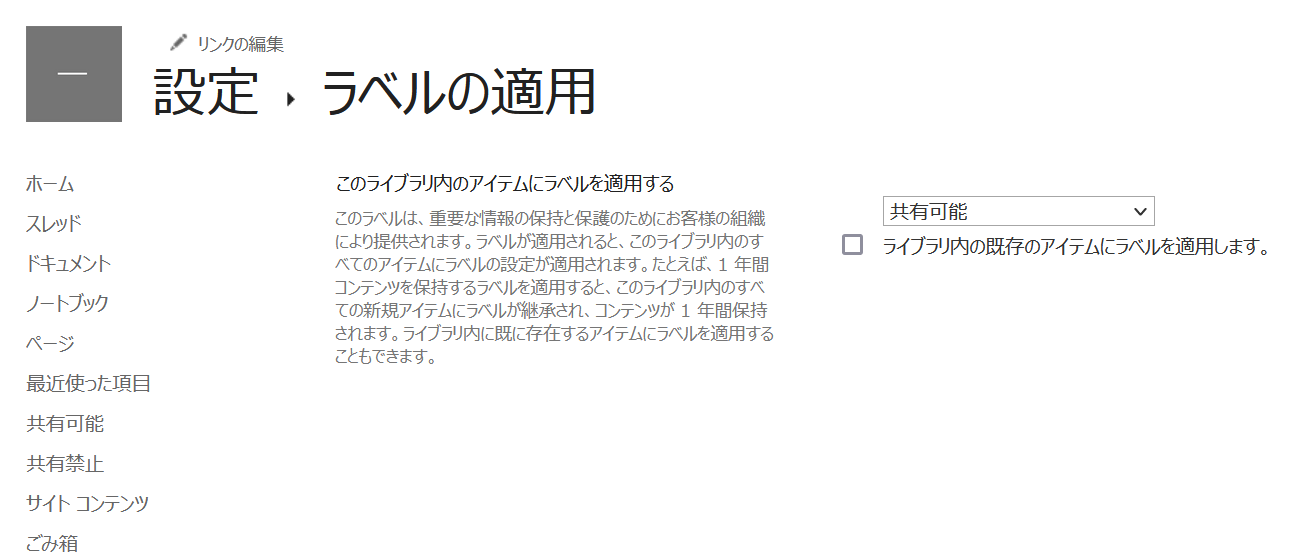 リンクの編集
設定 ▸ ラベルの適用
ホーム
スレッド
ドキュメント
ノートブック
ページ
最近使った項目
共有可能
共有禁止
サイト コンテンツ
ごみ箱
このライブラリ内のアイテムにラベルを適用する
このラベルは、重要な情報の保持と保護のためにお客様の組織
により提供されます。ラベルが適用されると、このライブラリ内のす
べてのアイテムにラベルの設定が適用されます。たとえば、1 年間
コンテンツを保持するラベルを適用すると、このライブラリ内のすべ
ての新規アイテムにラベルが継承され、コンテンツが 1 年間保持
されます。ライブラリ内に既に存在するアイテムにラベルを適用する
こともできます。
共有可能
ライブラリ内の既存のアイテムにラベルを適用します。